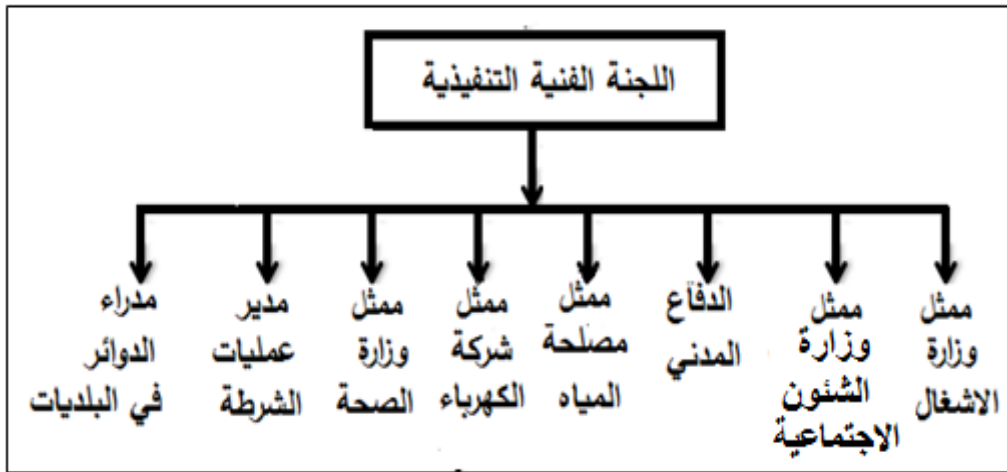 اللجنة الفنية التنفيذية
ممثل
وزارة
الاشغال
ممثل
وزارة
الشئون
الاجتماعية
الدفاع
المدني
ممثل
مصلحة
المياه
ممثل
شركة
الكهرباء
ممثل
وزارة
الصحة
مدير
عمليات
الشرطة
مدراء
الدوائر
في البلديات